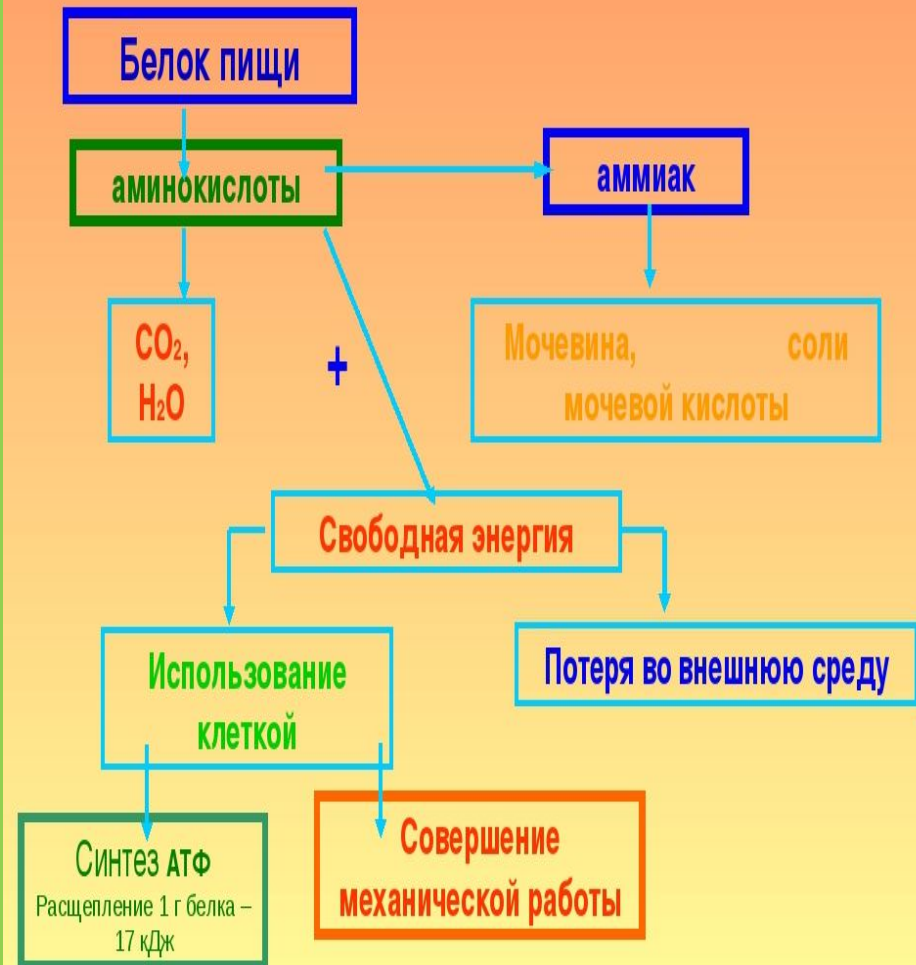 Белок пищи
аминокислоты
аммиак
CO₂,
H₂O
+
Мочевина, соли
мочевой кислоты
Свободная энергия
Использование
клеткой
Потеря во внешнюю среду
Синтез АТФ
Расщепление 1 г белка –
17 кДж
Совершение
механической работы